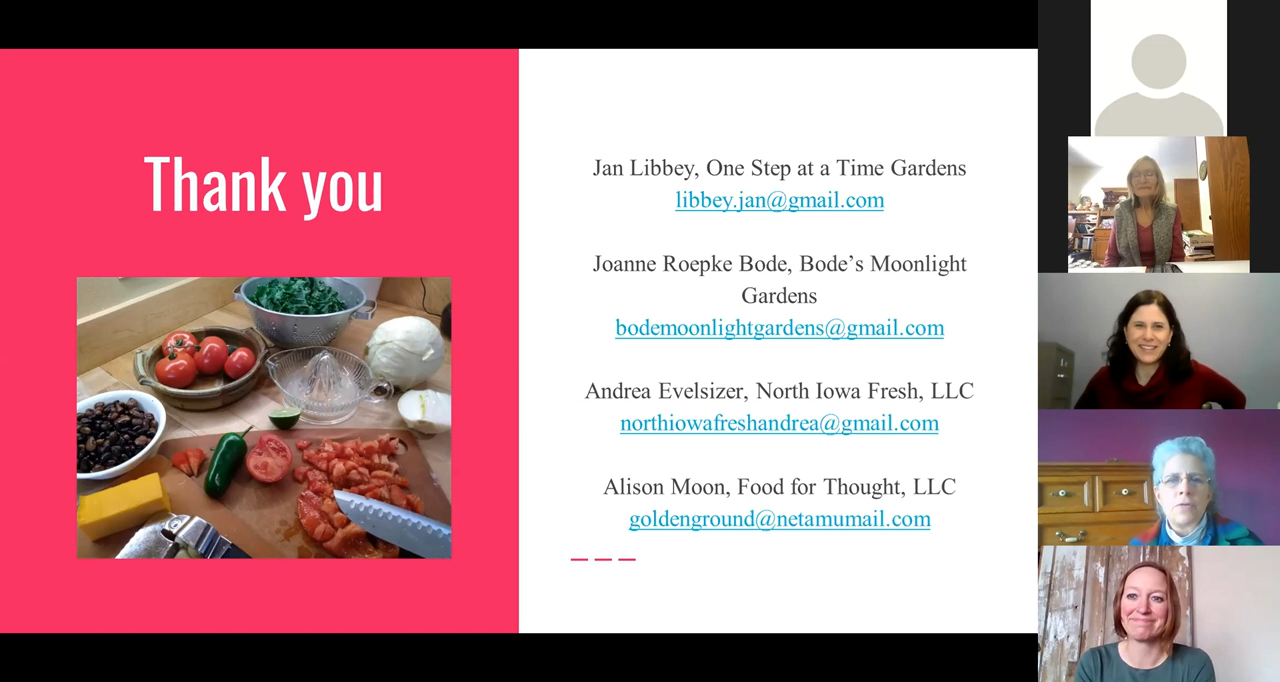 Thank you
Jan Libbey, One Step at a Time Gardens
libbey.jan@gmail.com
Joanne Roepke Bode, Bode’s Moonlight
Gardens
bodemoonlightgardens@gmail.com
Andrea Evelsizer, North Iowa Fresh, LLC
northiowafreshandrea@gmail.com
Alison Moon, Food for Thought, LLC
goldenground@netamumail.com